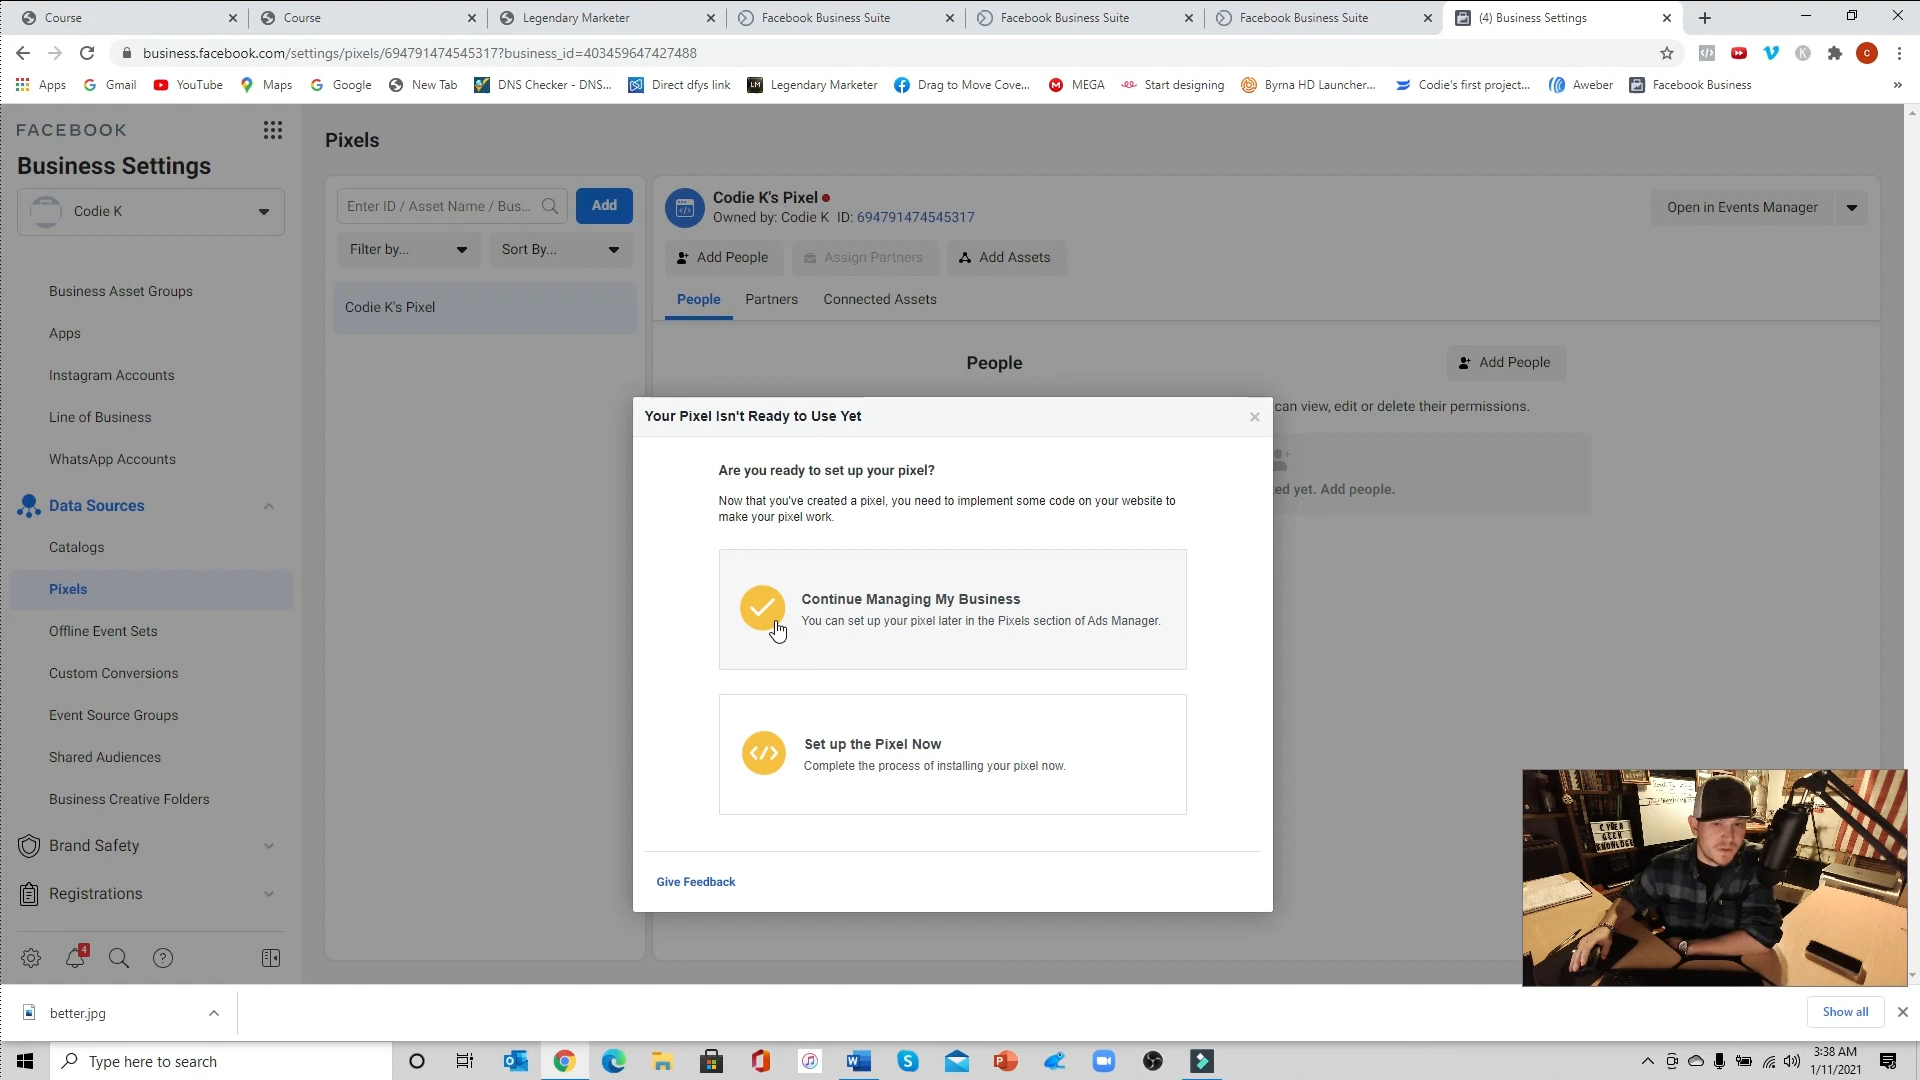 Course
Course
Legendary Marketer
Facebook Business Suite
Facebook Business Suite
Facebook Business Suite
(4) Business Settings
business.facebook.com/settings/pixels/694791474545317?business_id=403459647427488
Apps
Gmail
YouTube
Maps
Google
New Tab
DNS Checker - DNS...
Direct dfys link
Legendary Marketer
Drag to Move Cove...
MEGA
Start designing
Byrna HD Launcher...
Codie's first project...
Aweber
Facebook Business
FACEBOOK
Business Settings
Codie K
Business Asset Groups
Apps
Instagram Accounts
Line of Business
WhatsApp Accounts
Data Sources
Catalogs
Pixels
Offline Event Sets
Custom Conversions
Event Source Groups
Shared Audiences
Business Creative Folders
Brand Safety
Registrations
4
Pixels
Enter ID / Asset Name / Bus...
Add
Filter by...
Sort By...
Codie K's Pixel
Codie K's Pixel
Owned by: Codie K ID: 694791474545317
Open in Events Manager
Add People
Assign Partners
Add Assets
People
Partners
Connected Assets
People
Add People
can view, edit or delete their permissions.
ed yet. Add people.
Your Pixel Isn't Ready to Use Yet
Are you ready to set up your pixel?
Now that you've created a pixel, you need to implement some code on your website to
make your pixel work.
Continue Managing My Business
You can set up your pixel later in the Pixels section of Ads Manager.
Set up the Pixel Now
Complete the process of installing your pixel now.
Give Feedback
CYBER
GEEK
KNOWLEDGE
better.jpg
Show all
Type here to search
3:38 AM
1/11/2021